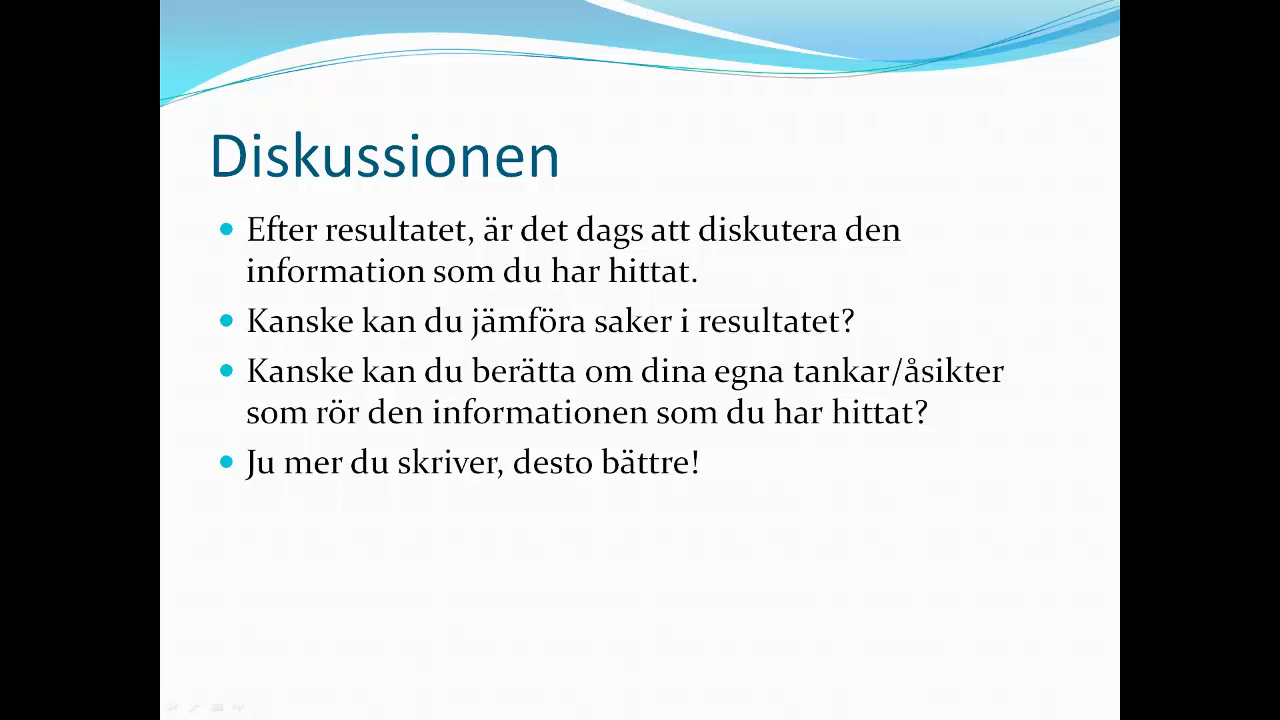 Diskussionen
Efter resultatet, är det dags att diskutera den
information som du har hittat.
Kanske kan du jämföra saker i resultatet?
Kanske kan du berätta om dina egna tankar/åsikter
som rör den informationen som du har hittat?
Ju mer du skriver, desto bättre!